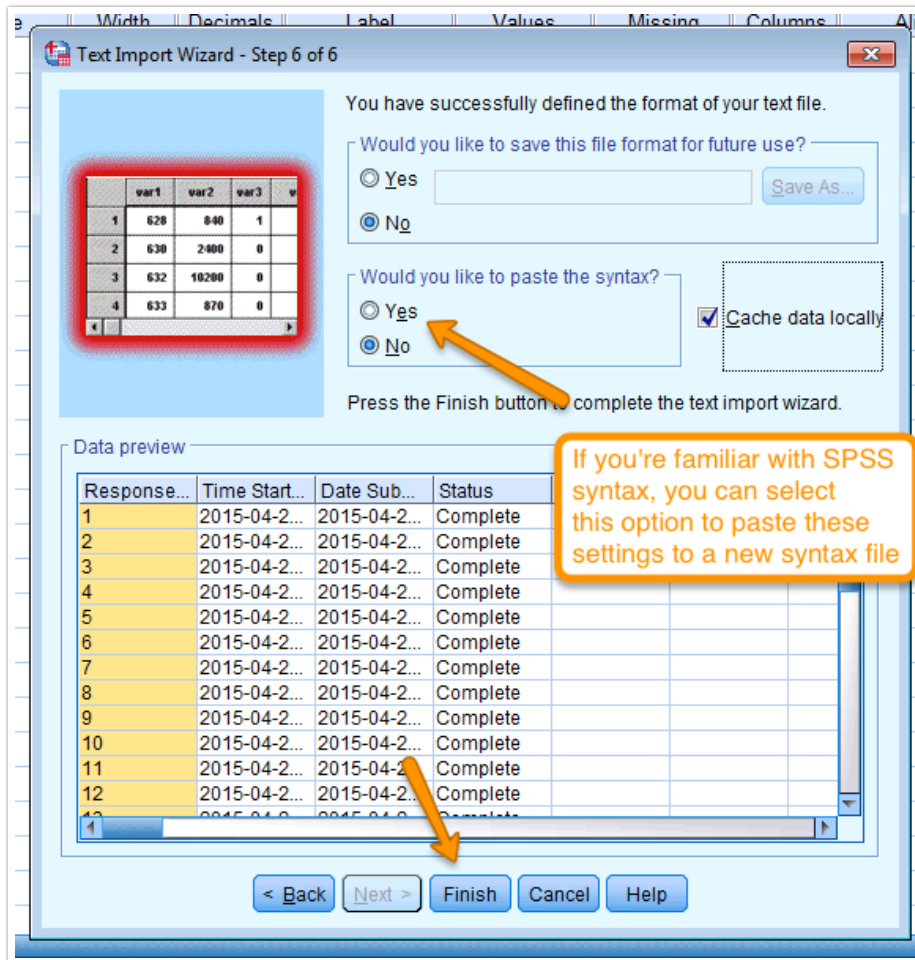 Width Decimals Label Values Missing Columns
Text Import Wizard - Step 6 of 6
You have successfully defined the format of your text file.
Would you like to save this file format for future use?
Yes
Save As...
No
var1 var2 var3
1 628 840 1
2 630 2400 0
3 632 10200 0
4 633 870 0
Would you like to paste the syntax?
Yes
No
Cache data locally
Press the Finish button to complete the text import wizard.
If you're familiar with SPSS
syntax, you can select
this option to paste these
settings to a new syntax file
Data preview
Response... Time Start... Date Sub... Status
1 2015-04-2... 2015-04-2... Complete
2 2015-04-2... 2015-04-2... Complete
3 2015-04-2... 2015-04-2... Complete
4 2015-04-2... 2015-04-2... Complete
5 2015-04-2... 2015-04-2... Complete
6 2015-04-2... 2015-04-2... Complete
7 2015-04-2... 2015-04-2... Complete
8 2015-04-2... 2015-04-2... Complete
9 2015-04-2... 2015-04-2... Complete
10 2015-04-2... 2015-04-2... Complete
11 2015-04-2... 2015-04-2 Complete
12 2015-04-2... 2015-04-2... Complete
< Back Next > Finish Cancel Help